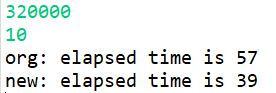 320000
10
org: elapsed time is 57
new: elapsed time is 39